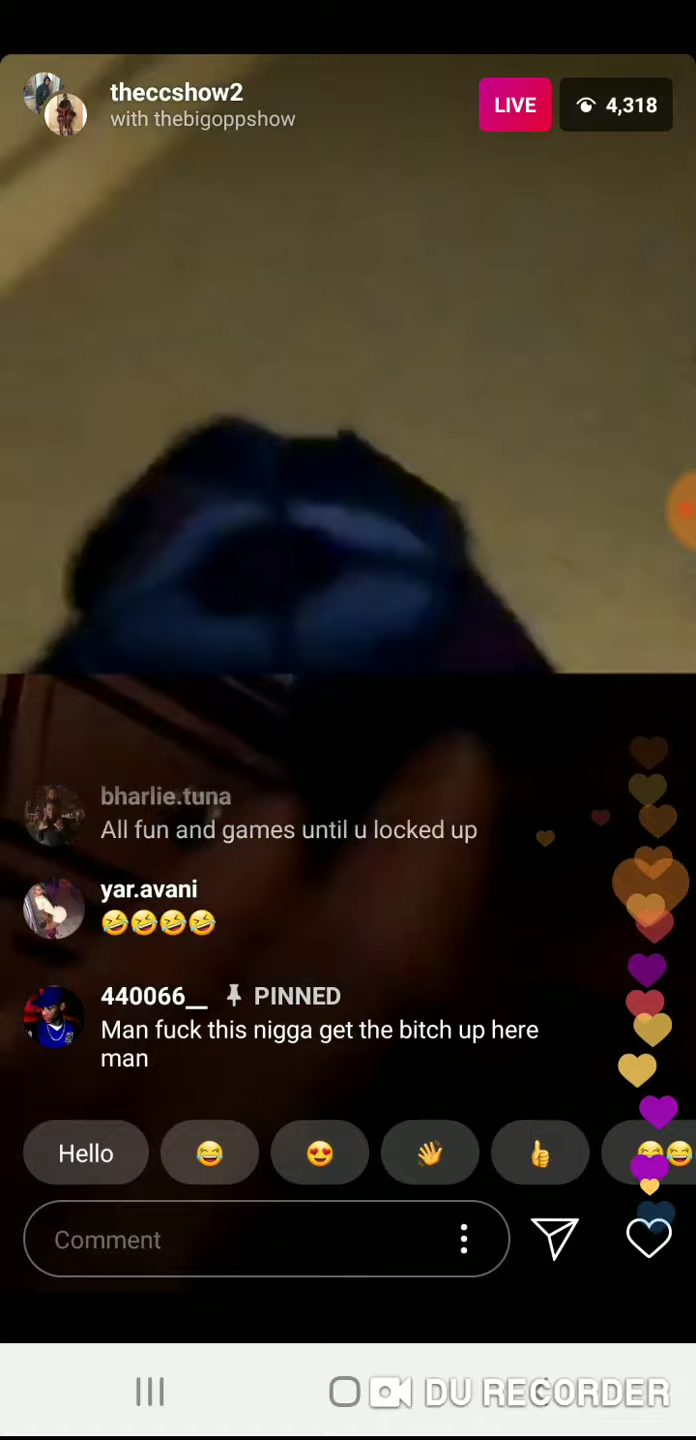 theccshow2
with thebigoppshow
LIVE
4,318
bharlie.tuna
All fun and games until u locked up
yar.avani
🤣🤣🤣🤣
440066__ PINNED
Man fuck this nigga get the bitch up here
man
Hello
Comment
DU RECORDER